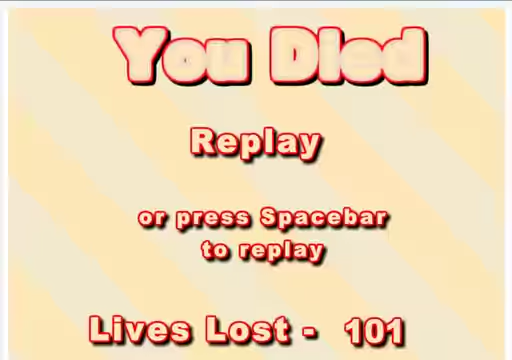 You Died
Replay
or press Spacebar
to replay
Lives Lost - 101